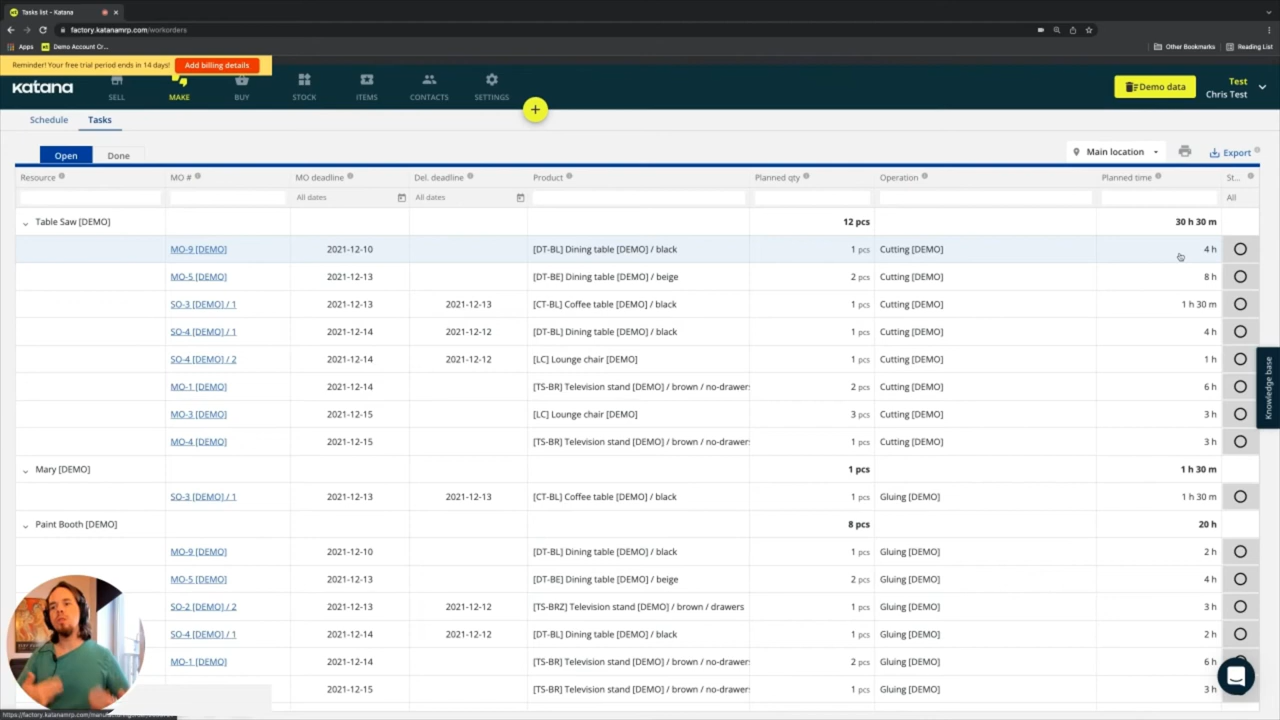 Tasks list - Katana
factory.katanamrp.com/workorders
Apps Demo Account Cr... Other Bookmarks Reading List
Reminder! Your free trial period ends in 14 days! Add billing details
katana SELL MAKE BUY STOCK ITEMS CONTACTS SETTINGS + Demo data Test Chris Test
Schedule Tasks
Open Done Main location Export
Resource MO # MO deadline Del. deadline Product Planned qty Operation Planned time St...
All dates All dates All
Table Saw [DEMO] 12 pcs 30 h 30 m
MO-9 [DEMO] 2021-12-10 [DT-BL] Dining table [DEMO] / black 1 pcs Cutting [DEMO] 4 h
MO-5 [DEMO] 2021-12-13 [DT-BE] Dining table [DEMO] / beige 2 pcs Cutting [DEMO] 8 h
SO-3 [DEMO] / 1 2021-12-13 2021-12-13 [CT-BL] Coffee table [DEMO] / black 1 pcs Cutting [DEMO] 1 h 30 m
SO-4 [DEMO] / 1 2021-12-14 2021-12-12 [DT-BL] Dining table [DEMO] / black 1 pcs Cutting [DEMO] 4 h
SO-4 [DEMO] / 2 2021-12-14 2021-12-12 [LC] Lounge chair [DEMO] 1 pcs Cutting [DEMO] 1 h
MO-1 [DEMO] 2021-12-14 [TS-BR] Television stand [DEMO] / brown / no-drawers 2 pcs Cutting [DEMO] 6 h
MO-3 [DEMO] 2021-12-15 [LC] Lounge chair [DEMO] 3 pcs Cutting [DEMO] 3 h
MO-4 [DEMO] 2021-12-15 [TS-BR] Television stand [DEMO] / brown / no-drawers 1 pcs Cutting [DEMO] 3 h
Mary [DEMO] 1 pcs 1 h 30 m
SO-3 [DEMO] / 1 2021-12-13 2021-12-13 [CT-BL] Coffee table [DEMO] / black 1 pcs Gluing [DEMO] 1 h 30 m
Paint Booth [DEMO] 8 pcs 20 h
MO-9 [DEMO] 2021-12-10 [DT-BL] Dining table [DEMO] / black 1 pcs Gluing [DEMO] 2 h
MO-5 [DEMO] 2021-12-13 [DT-BE] Dining table [DEMO] / beige 2 pcs Gluing [DEMO] 4 h
SO-2 [DEMO] / 2 2021-12-13 2021-12-12 [TS-BRZ] Television stand [DEMO] / brown / drawers 1 pcs Gluing [DEMO] 3 h
SO-4 [DEMO] / 1 2021-12-14 2021-12-12 [DT-BL] Dining table [DEMO] / black 1 pcs Gluing [DEMO] 2 h
MO-1 [DEMO] 2021-12-14 [TS-BR] Television stand [DEMO] / brown / no-drawers 2 pcs Gluing [DEMO] 6 h
2021-12-15 [TS-BR] Television stand [DEMO] / brown / no-drawers 1 pcs Gluing [DEMO] 3 h
Knowledge base